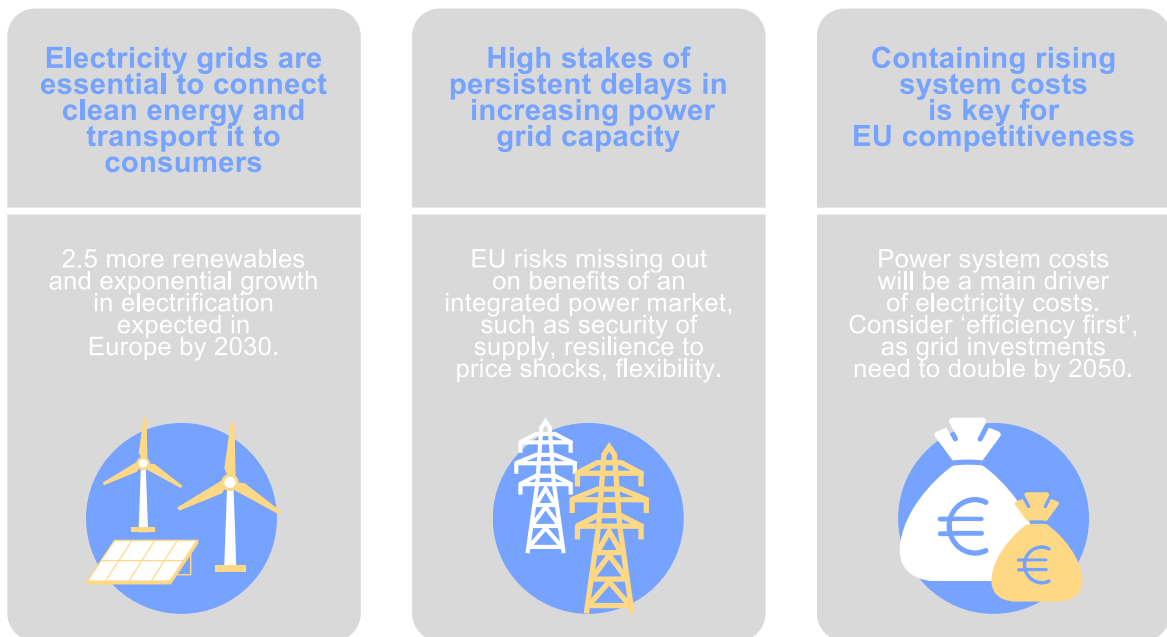 Electricity grids are
essential to connect
clean energy and
transport it to
consumers
2.5 more renewables
and exponential growth
in electrification
expected in
Europe by 2030.
High stakes of
persistent delays in
increasing power
grid capacity
EU risks missing out
on benefits of an
integrated power market,
such as security of
supply, resilience to
price shocks, flexibility.
Containing rising
system costs
is key for
EU competitiveness
Power system costs
will be a main driver
of electricity costs.
Consider ‘efficiency first’,
as grid investments
need to double by 2050.
€
€